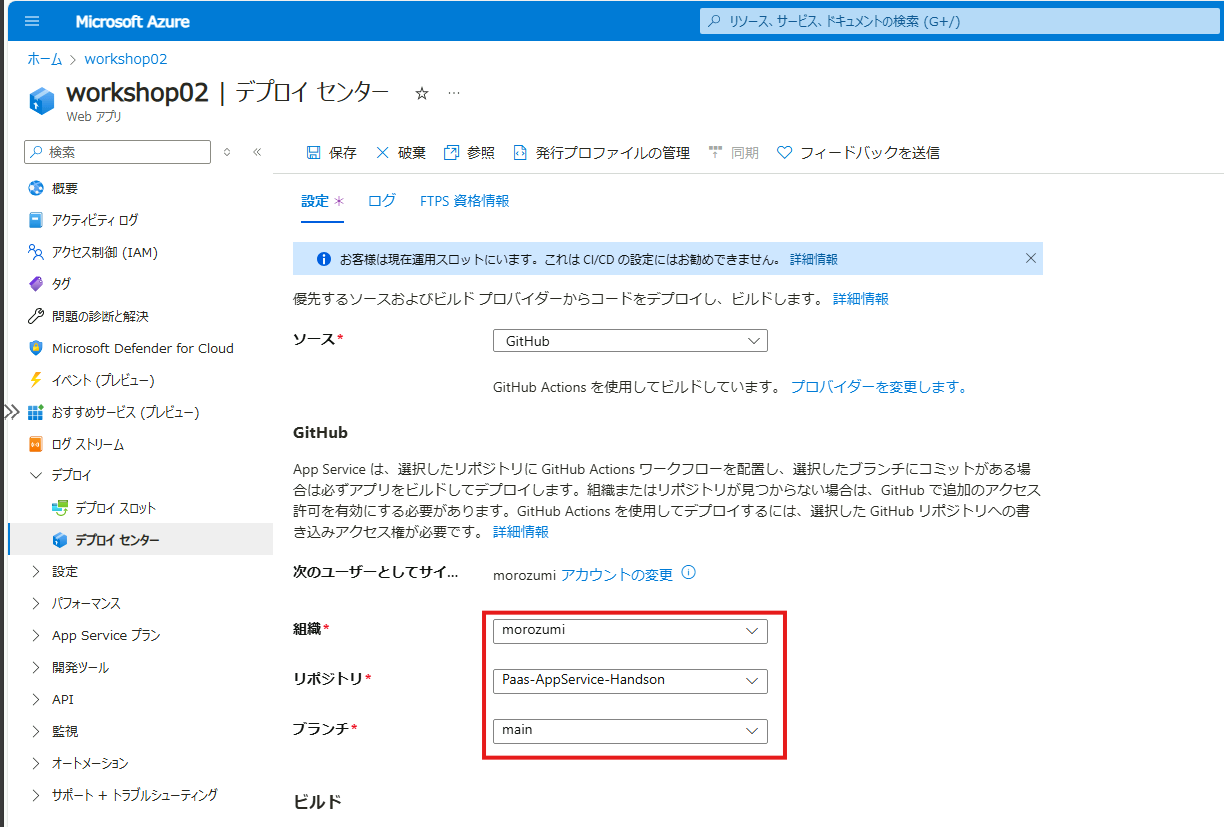 Microsoft Azure
リソース、サービス、ドキュメントの検索 (G+/)
ホーム > workshop02
workshop02 | デプロイ センター
Web アプリ
検索
保存
破棄
参照
発行プロファイルの管理
同期
フィードバックを送信
概要
アクティビティ ログ
アクセス制御 (IAM)
タグ
問題の診断と解決
Microsoft Defender for Cloud
イベント (プレビュー)
おすすめサービス (プレビュー)
ログ ストリーム
デプロイ
デプロイ スロット
デプロイ センター
設定
パフォーマンス
App Service プラン
開発ツール
API
監視
オートメーション
サポート + トラブルシューティング
設定 * ログ FTPS 資格情報
お客様は現在運用スロットにいます。これは CI/CD の設定にはお勧めできません。 詳細情報
優先するソースおよびビルド プロバイダーからコードをデプロイし、ビルドします。 詳細情報
ソース* GitHub
GitHub Actions を使用してビルドしています。 プロバイダーを変更します。
GitHub
App Service は、選択したリポジトリに GitHub Actions ワークフローを配置し、選択したブランチにコミットがある場
合は必ずアプリをビルドしてデプロイします。組織またはリポジトリが見つからない場合は、GitHub で追加のアクセス
許可を有効にする必要があります。GitHub Actions を使用してデプロイするには、選択した GitHub リポジトリへの書
き込みアクセス権が必要です。 詳細情報
次のユーザーとしてサイ... morozumi アカウントの変更
組織* morozumi
リポジトリ* Paas-AppService-Handson
ブランチ* main
ビルド